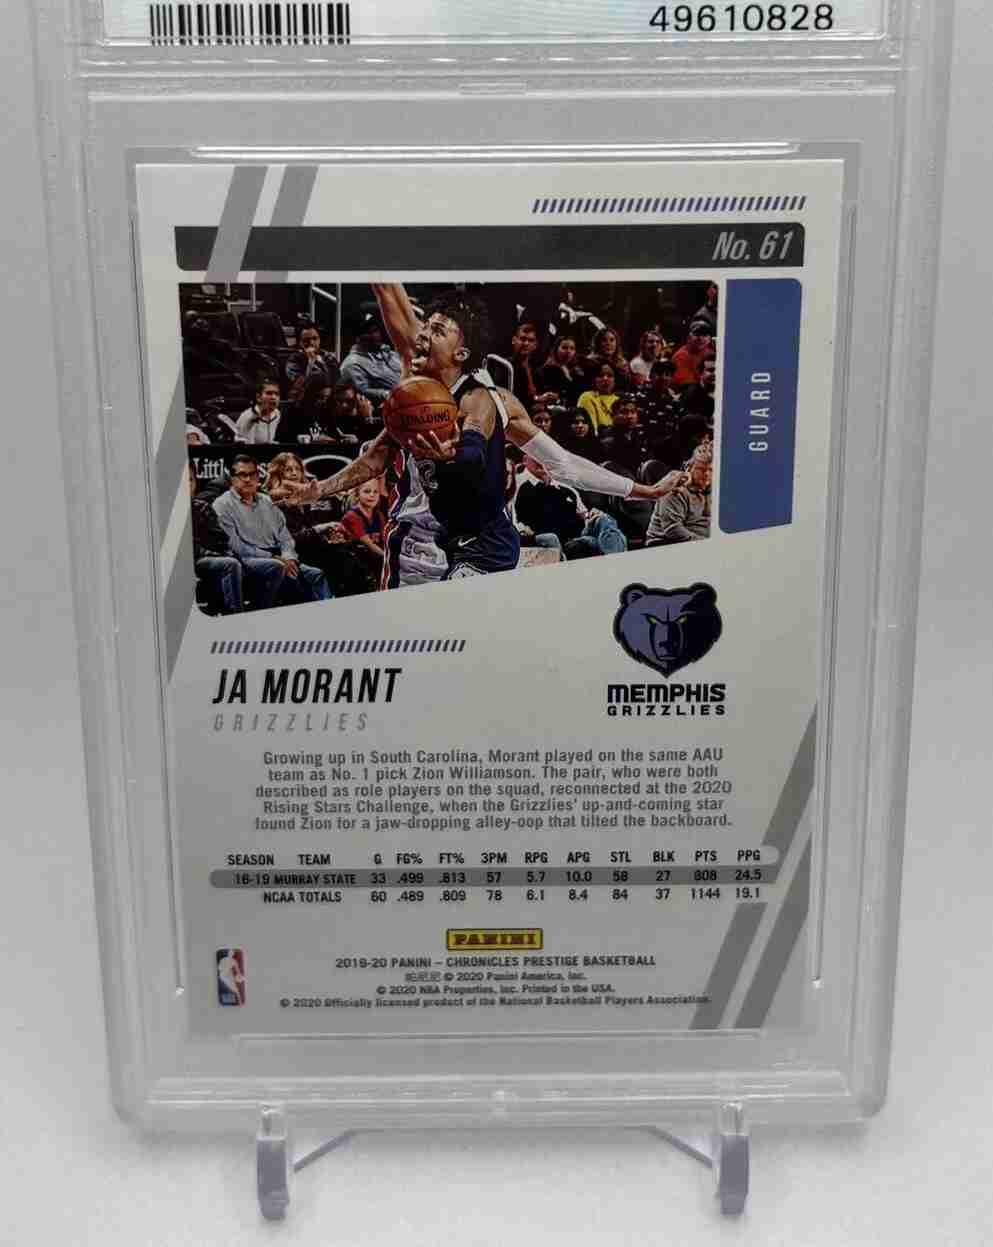 49610828
No. 61
GUARD
SPALDING
Littl
JA MORANT
GRIZZLIES
MEMPHIS
GRIZZLIES
Growing up in South Carolina, Morant played on the same AAU
team as No. 1 pick Zion Williamson. The pair, who were both
described as role players on the squad, reconnected at the 2020
Rising Stars Challenge, when the Grizzlies' up-and-coming star
found Zion for a jaw-dropping alley-oop that tilted the backboard.
SEASON TEAM G FG% FT% 3PM RPG APG STL BLK PTS PPG
18-19 MURRAY STATE 33 .499 .813 57 5.7 10.0 58 27 808 24.5
NCAA TOTALS 60 .489 .809 78 6.1 8.4 84 37 1144 19.1
PANINI
2019-20 PANINI – CHRONICLES PRESTIGE BASKETBALL
© 2020 Panini America, Inc.
© 2020 NBA Properties, Inc. Printed in the USA.
© 2020 Officially licensed product of the National Basketball Players Association.